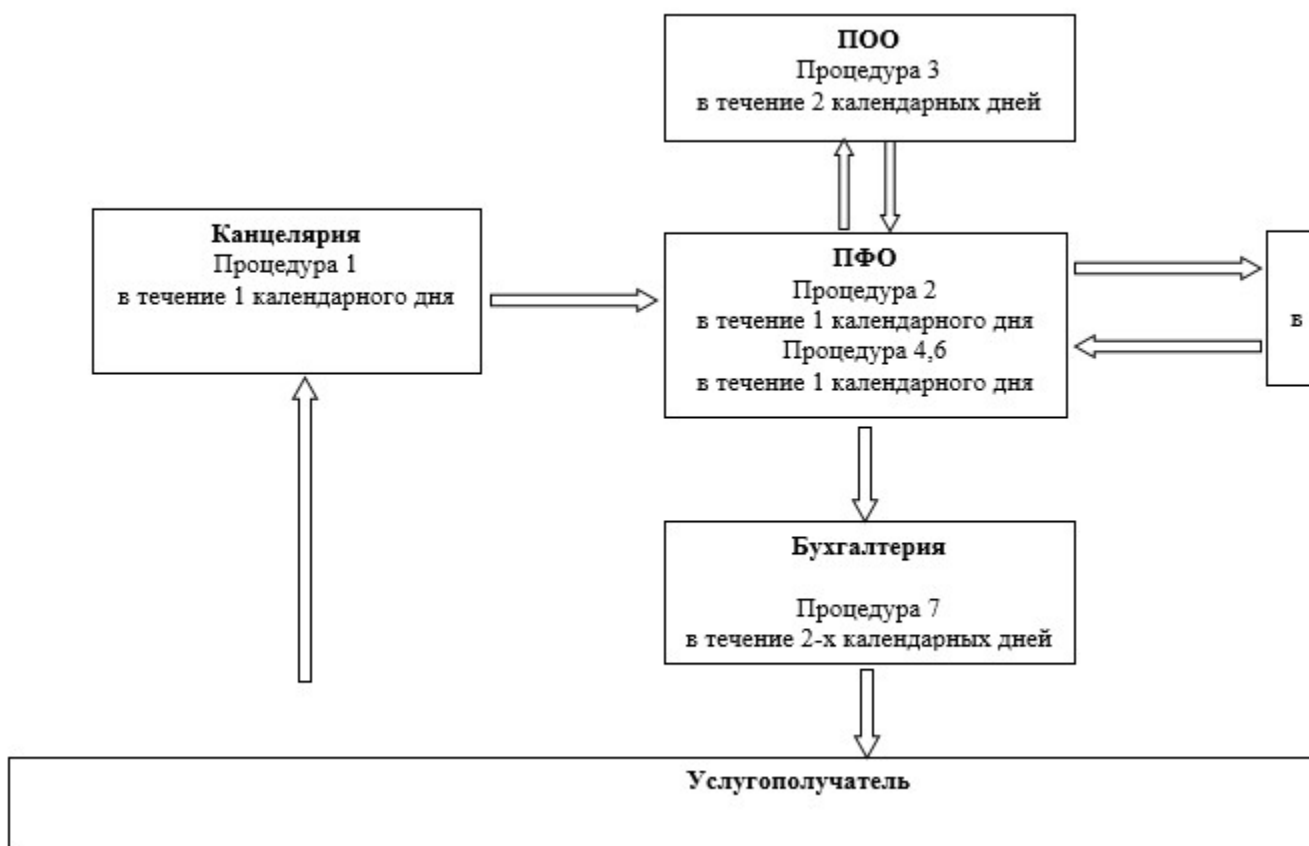 ПОО
Процедура 3
в течение 2 календарных дней
Канцелярия
Процедура 1
в течение 1 календарного дня
ПФО
Процедура 2
в течение 1 календарного дня
Процедура 4,6
в течение 1 календарного дня
в
Бухгалтерия
Процедура 7
в течение 2-х календарных дней
Услугополучатель